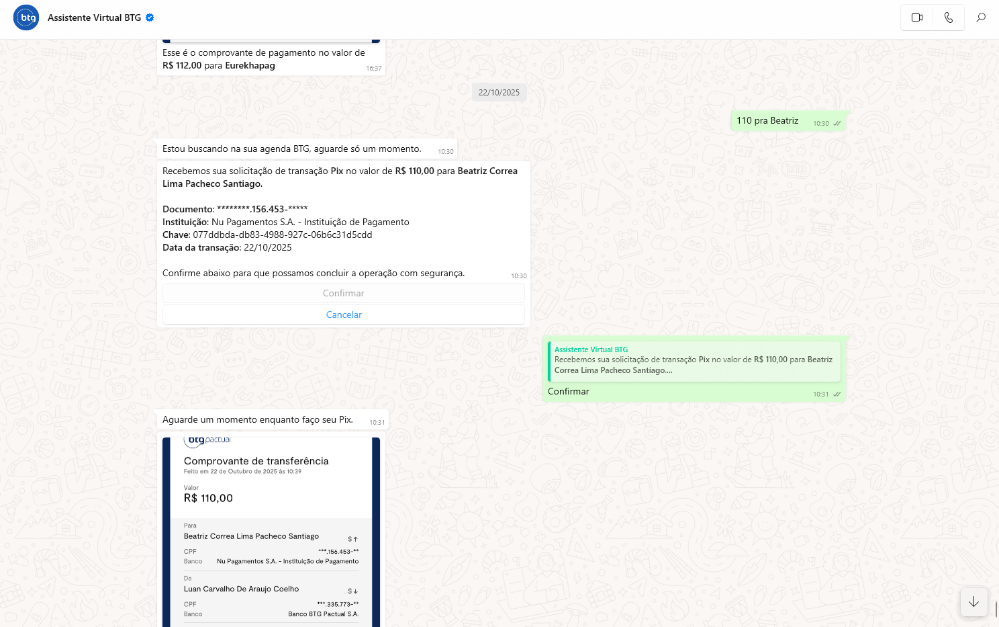 btg
Assistente Virtual BTG
Esse é o comprovante de pagamento no valor de
R$ 112,00 para Eurekhapag
16:37
22/10/2025
110 pra Beatriz
10:30
Estou buscando na sua agenda BTG, aguarde só um momento.
10:30
Recebemos sua solicitação de transação Pix no valor de R$ 110,00 para Beatriz Correa
Lima Pacheco Santiago.
Documento: ********.156.453-*****
Instituição: Nu Pagamentos S.A. - Instituição de Pagamento
Chave: 077ddbda-db83-4988-927c-06b6c31d5cdd
Data da transação: 22/10/2025
Confirme abaixo para que possamos concluir a operação com segurança.
10:30
Confirmar
Cancelar
Assistente Virtual BTG
Recebemos sua solicitação de transação Pix no valor de R$ 110,00 para Beatriz
Correa Lima Pacheco Santiago....
Confirmar
10:31
Aguarde um momento enquanto faço seu Pix.
10:31
btg pactual
Comprovante de transferência
Feito em 22 de Outubro de 2025 às 10:39
Valor
R$ 110,00
Para
Beatriz Correa Lima Pacheco Santiago
$
CPF ***.156.453-**
Banco Nu Pagamentos S.A. - Instituição de Pagamento
De
Luan Carvalho De Araujo Coelho
$
CPF ***.335.773-**
Banco Banco BTG Pactual S.A.